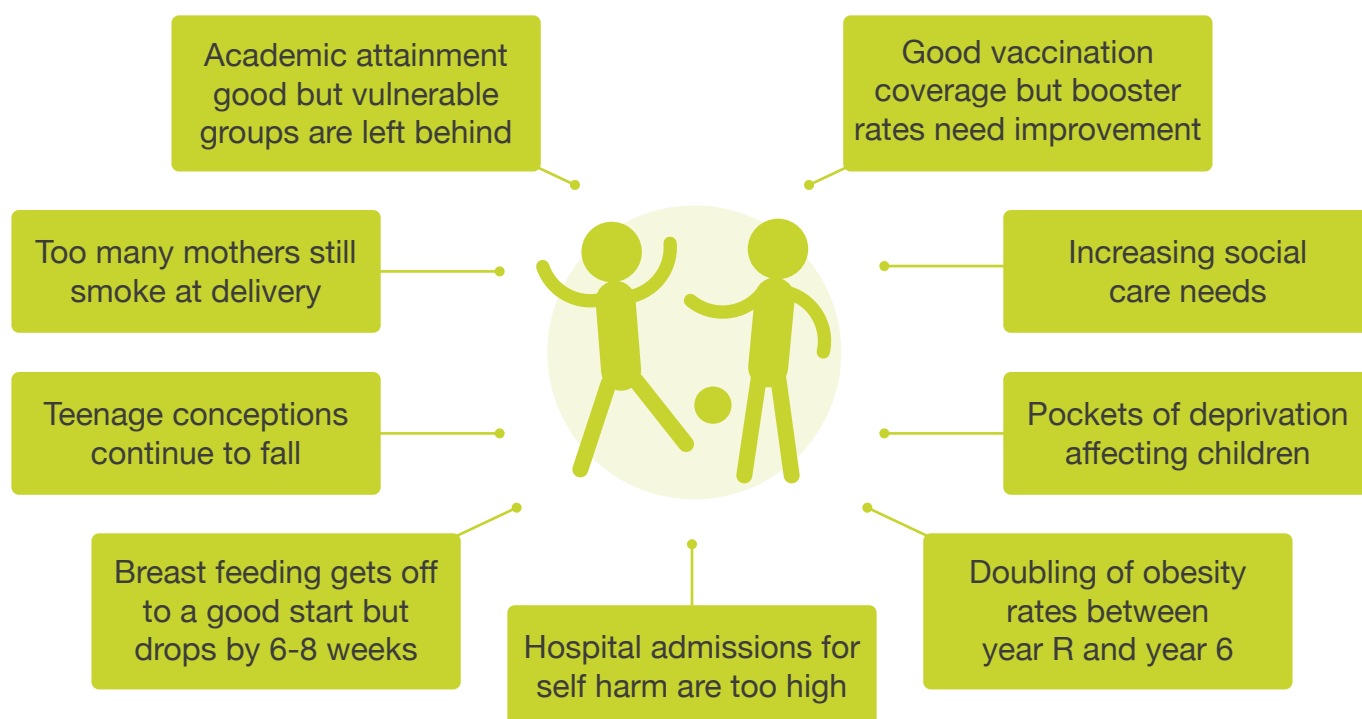 Academic attainment
good but vulnerable
groups are left behind
Good vaccination
coverage but booster
rates need improvement
Too many mothers still
smoke at delivery
Increasing social
care needs
Teenage conceptions
continue to fall
Pockets of deprivation
affecting children
Breast feeding gets off
to a good start but
drops by 6-8 weeks
Hospital admissions for
self harm are too high
Doubling of obesity
rates between
year R and year 6